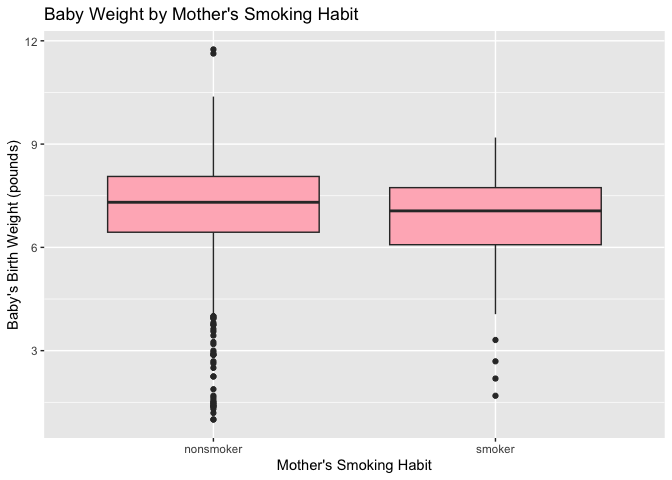 Baby Weight by Mother's Smoking Habit
Baby's Birth Weight (pounds)
12
9
6
3
nonsmoker smoker
Mother's Smoking Habit